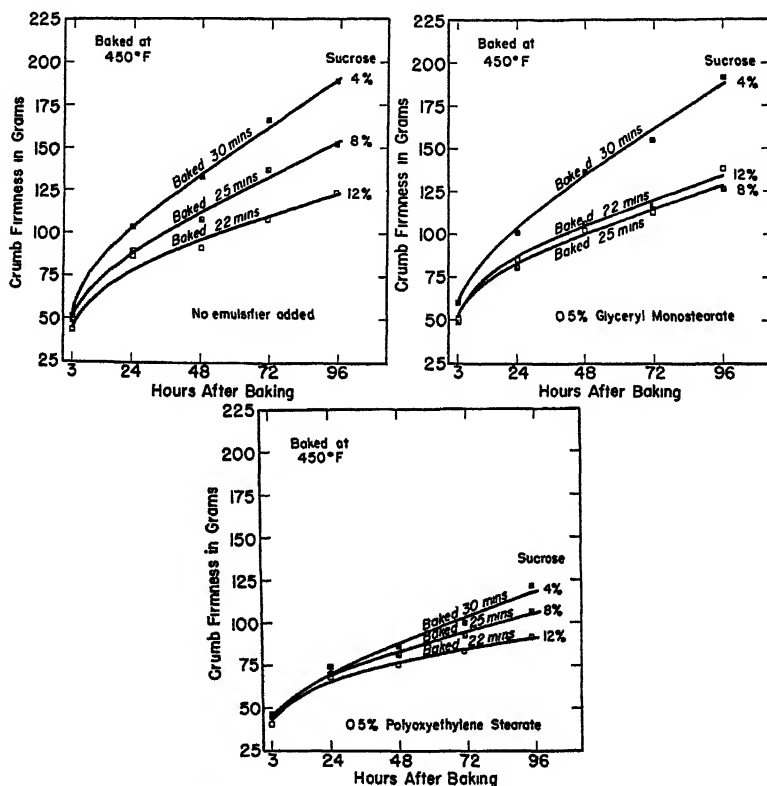 Baked at
450°F
Sucrose
4%
8%
12%
Baked 30 mins
Baked 25 mins
Baked 22 mins
No emulsifier added
225
200
175
150
125
100
75
50
25
3 24 48 72 96
Crumb Firmness in Grams
Hours After Baking
Baked at
450°F
Sucrose
4%
12%
8%
Baked 30 mins
Baked 22 mins
Baked 25 mins
05% Glyceryl Monostearate
225
200
175
150
125
100
75
50
25
3 24 48 72 96
Crumb Firmness in Grams
Hours After Baking
Baked at
450°F
Sucrose
4%
8%
12%
Baked 30 mins
Baked 25 mins
Baked 22 mins
05% Polyoxyethylene Stearate
225
200
175
150
125
100
75
50
25
3 24 48 72 96
Crumb Firmness in Grams
Hours After Baking